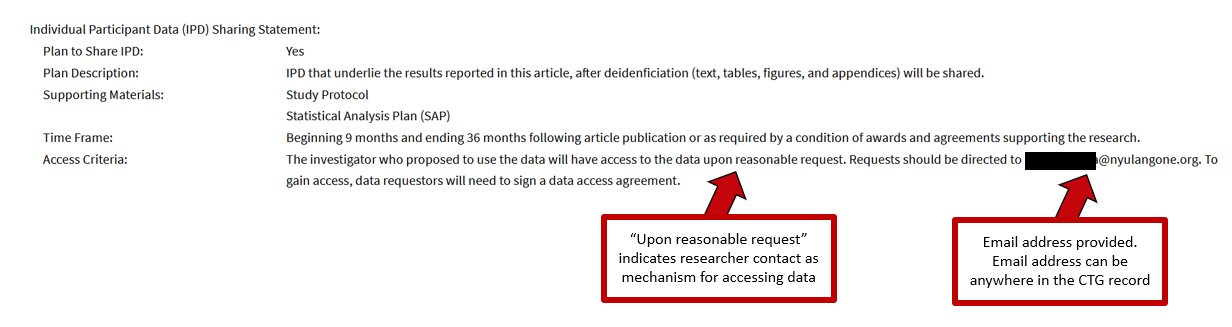 Individual Participant Data (IPD) Sharing Statement:
Plan to Share IPD: Yes
Plan Description: IPD that underlie the results reported in this article, after deidenficiation (text, tables, figures, and appendices) will be shared.
Supporting Materials: Study Protocol
Statistical Analysis Plan (SAP)
Time Frame: Beginning 9 months and ending 36 months following article publication or as required by a condition of awards and agreements supporting the research.
Access Criteria: The investigator who proposed to use the data will have access to the data upon reasonable request. Requests should be directed to @nyulangone.org. To
gain access, data requestors will need to sign a data access agreement.
“Upon reasonable request”
indicates researcher contact as
mechanism for accessing data
Email address provided.
Email address can be
anywhere in the CTG record